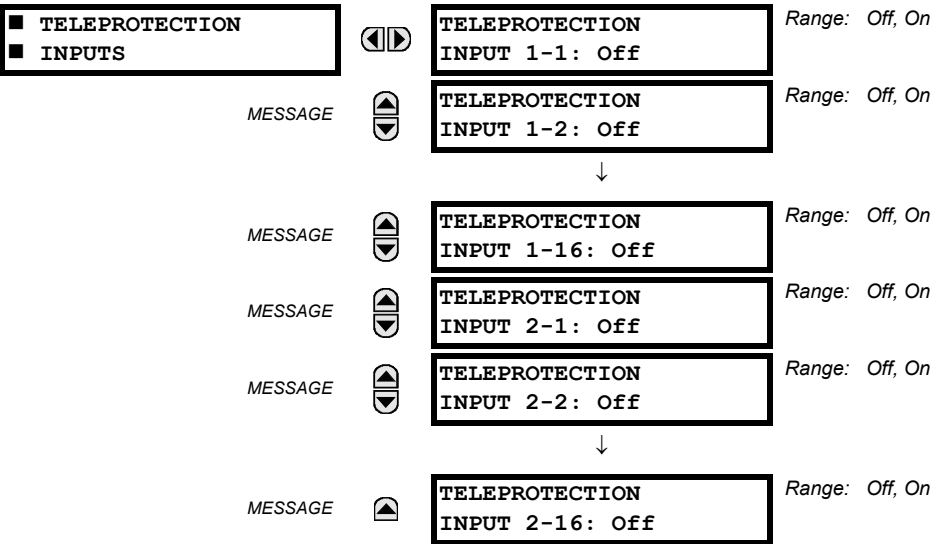 ■ TELEPROTECTION
■ INPUTS
TELEPROTECTION
INPUT 1-1: Off
Range: Off, On
MESSAGE
TELEPROTECTION
INPUT 1-2: Off
Range: Off, On
↓
MESSAGE
TELEPROTECTION
INPUT 1-16: Off
Range: Off, On
MESSAGE
TELEPROTECTION
INPUT 2-1: Off
Range: Off, On
MESSAGE
TELEPROTECTION
INPUT 2-2: Off
Range: Off, On
↓
MESSAGE
TELEPROTECTION
INPUT 2-16: Off
Range: Off, On